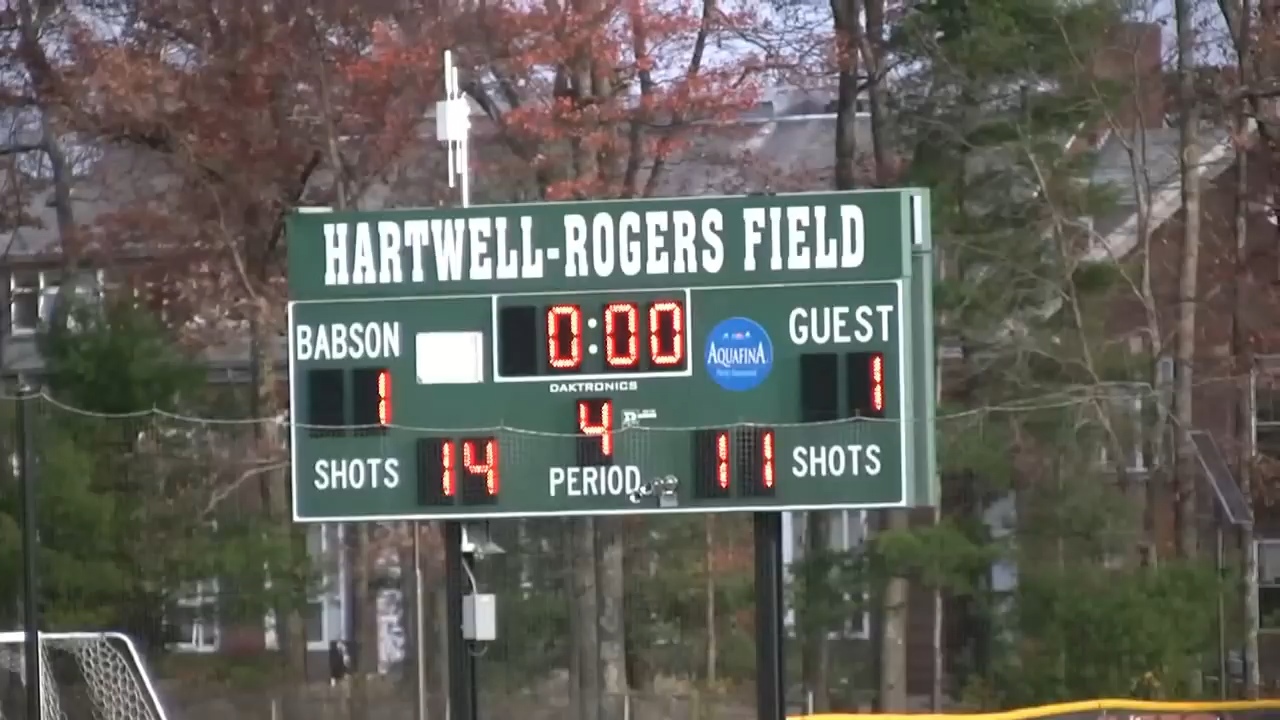 HARTWELL-ROGERS FIELD
BABSON
0:00
GUEST
AQUAFINA
1
DAKTRONICS
1
4
SHOTS
14
PERIOD
11
SHOTS